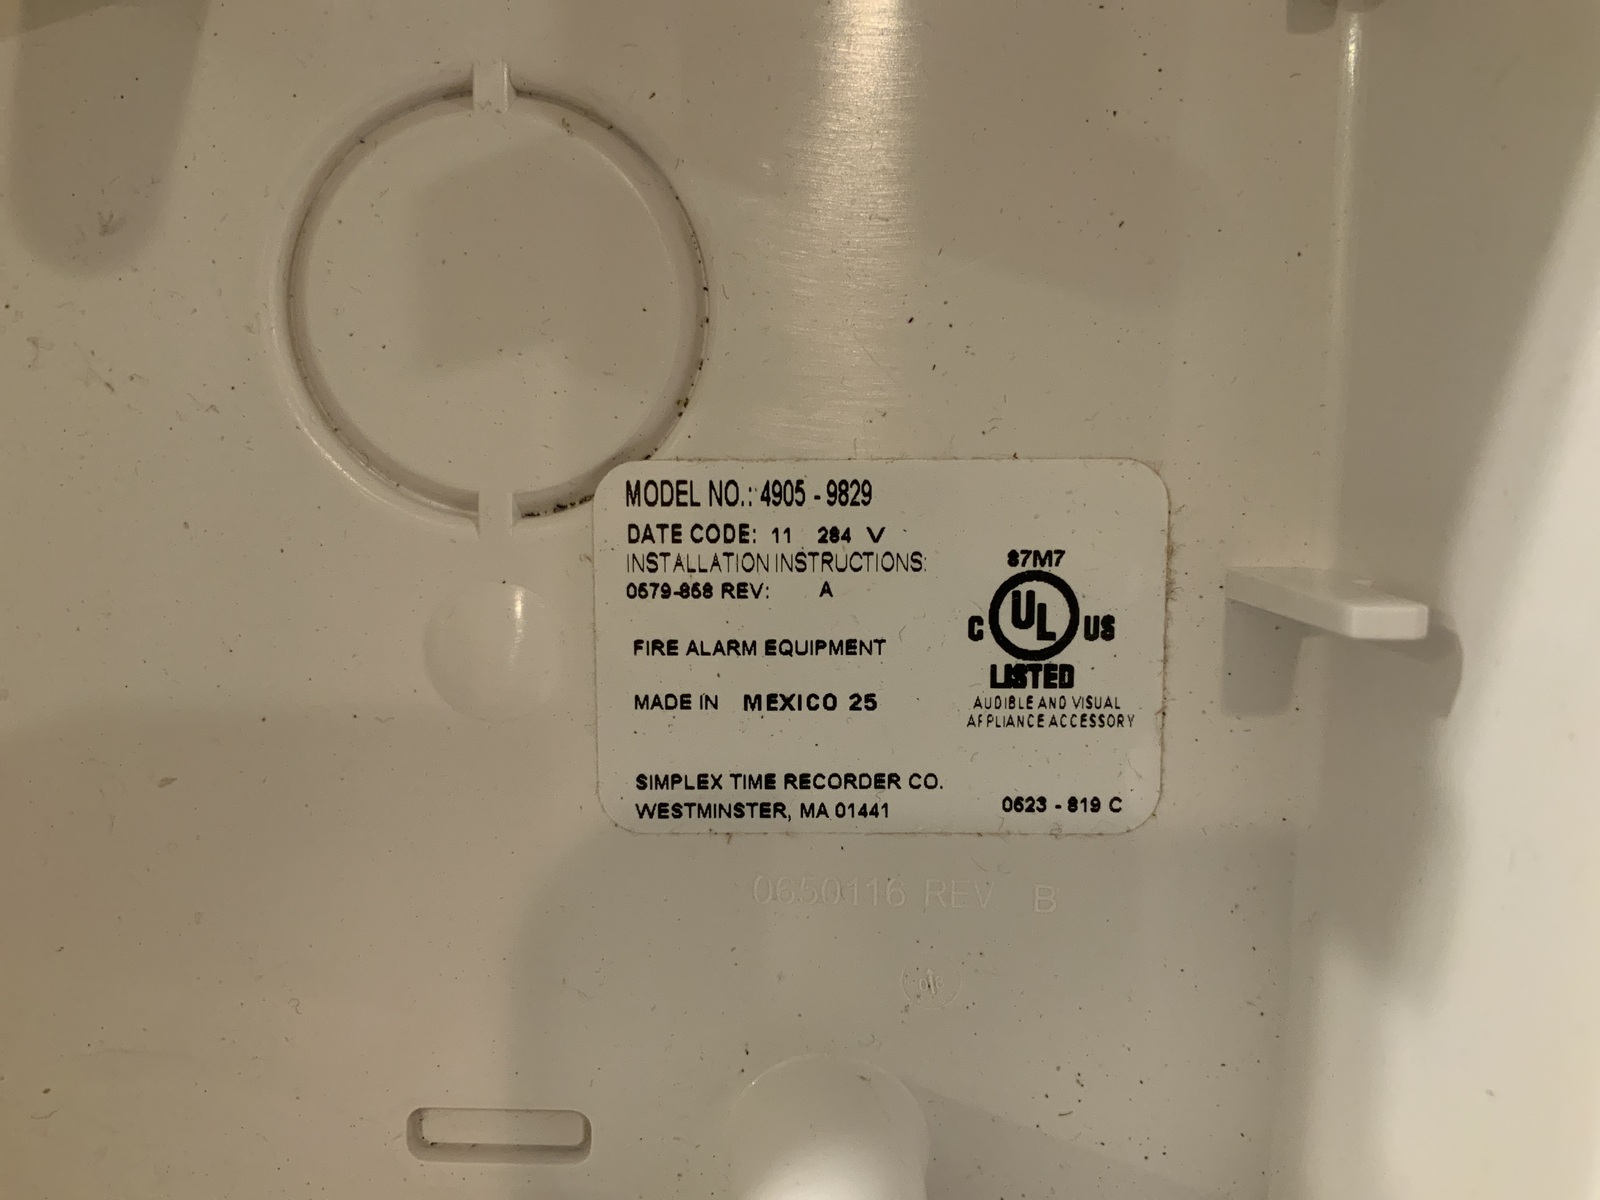 MODEL NO.: 4905 - 9829
DATE CODE: 11 284 V
INSTALLATION INSTRUCTIONS:
0579-858 REV: A
FIRE ALARM EQUIPMENT
MADE IN MEXICO 25
SIMPLEX TIME RECORDER CO.
WESTMINSTER, MA 01441
87M7
C UL US
LISTED
AUDIBLE AND VISUAL
APPLIANCE ACCESSORY
0623 - 819 C
0650116 REV B